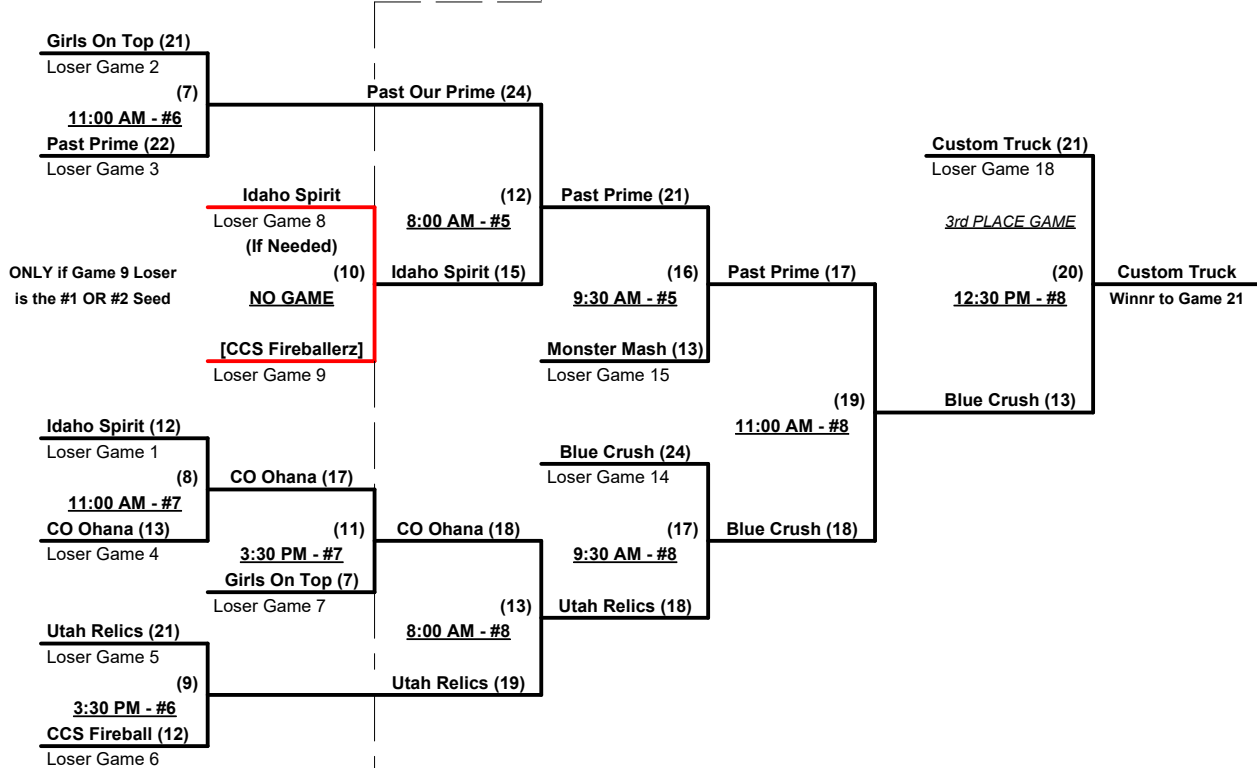 Girls On Top (21)
Loser Game 2
(7)
11:00 AM - #6
Past Prime (22)
Loser Game 3
Past Our Prime (24)
Idaho Spirit
Loser Game 8
(If Needed)
(10)
NO GAME
[CCS Fireballerz]
Loser Game 9
ONLY if Game 9 Loser
is the #1 OR #2 Seed
(12)
8:00 AM - #5
Idaho Spirit (15)
Past Prime (21)
(16)
9:30 AM - #5
Monster Mash (13)
Loser Game 15
Past Prime (17)
Custom Truck (21)
Loser Game 18
3rd PLACE GAME
(20)
12:30 PM - #8
Custom Truck
Winnr to Game 21
(19)
11:00 AM - #8
Blue Crush (13)
Idaho Spirit (12)
Loser Game 1
(8)
11:00 AM - #7
CO Ohana (13)
Loser Game 4
CO Ohana (17)
(11)
3:30 PM - #7
Girls On Top (7)
Loser Game 7
CO Ohana (18)
Blue Crush (24)
Loser Game 14
(17)
9:30 AM - #8
Blue Crush (18)
(13)
8:00 AM - #8
Utah Relics (18)
Utah Relics (21)
Loser Game 5
(9)
3:30 PM - #6
CCS Fireball (12)
Loser Game 6
Utah Relics (19)